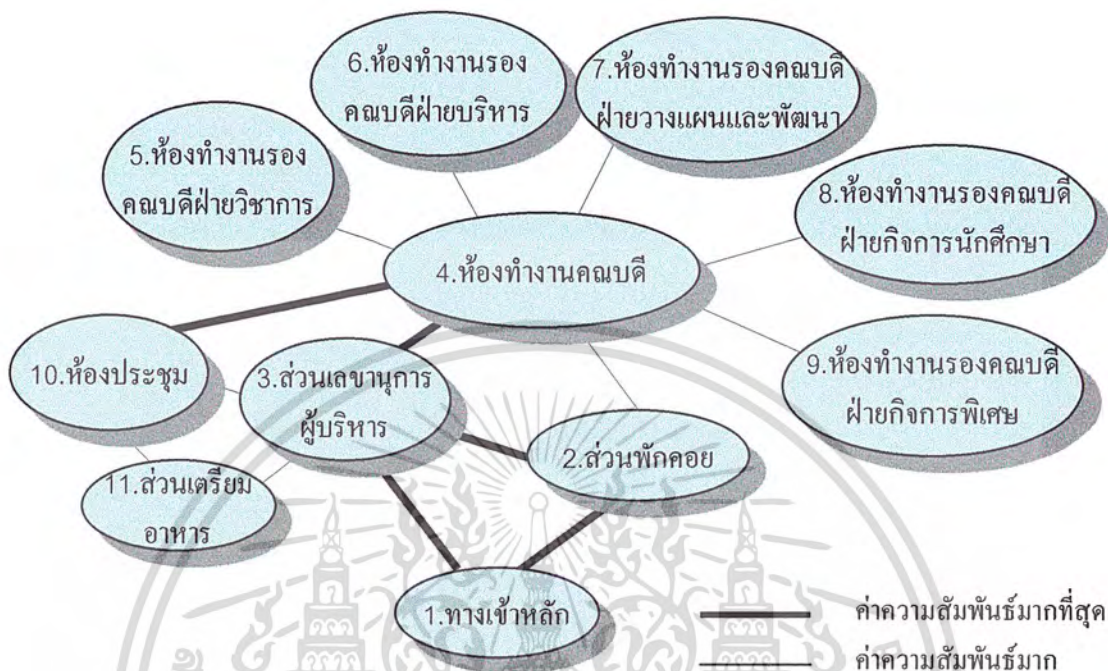 6.ห้องทำงานรอง
คณบดีฝ่ายบริหาร
7.ห้องทำงานรองคณบดี
ฝ่ายวางแผนและพัฒนา
5.ห้องทำงานรอง
คณบดีฝ่ายวิชาการ
8.ห้องทำงานรองคณบดี
ฝ่ายกิจการนักศึกษา
4.ห้องทำงานคณบดี
10.ห้องประชุม
3.ส่วนเลขานุการ
ผู้บริหาร
9.ห้องทำงานรองคณบดี
ฝ่ายกิจการพิเศษ
2.ส่วนพักคอย
11.ส่วนเตรียม
อาหาร
1.ทางเข้าหลัก
ค่าความสัมพันธ์มากที่สุด
ค่าความสัมพันธ์มาก